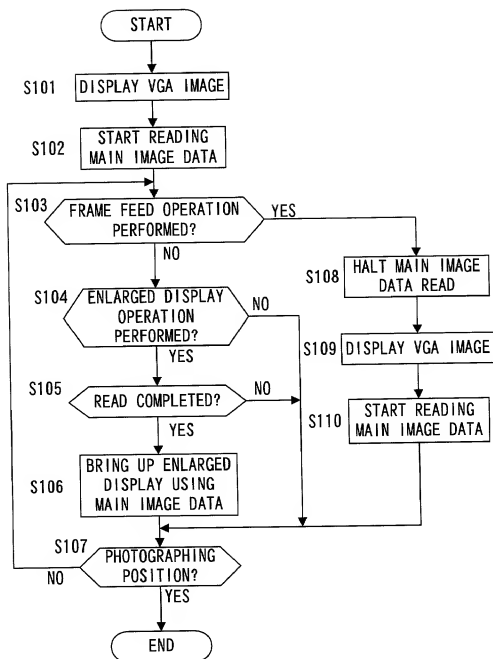 START
S101
DISPLAY VGA IMAGE
S102
START READING
MAIN IMAGE DATA
S103
FRAME FEED OPERATION
PERFORMED?
YES
NO
S108
HALT MAIN IMAGE
DATA READ
S104
ENLARGED DISPLAY
OPERATION
PERFORMED?
NO
YES
S109
DISPLAY VGA IMAGE
S105
READ COMPLETED?
NO
YES
S110
START READING
MAIN IMAGE DATA
S106
BRING UP ENLARGED
DISPLAY USING
MAIN IMAGE DATA
S107
PHOTOGRAPHING
POSITION?
NO
YES
END